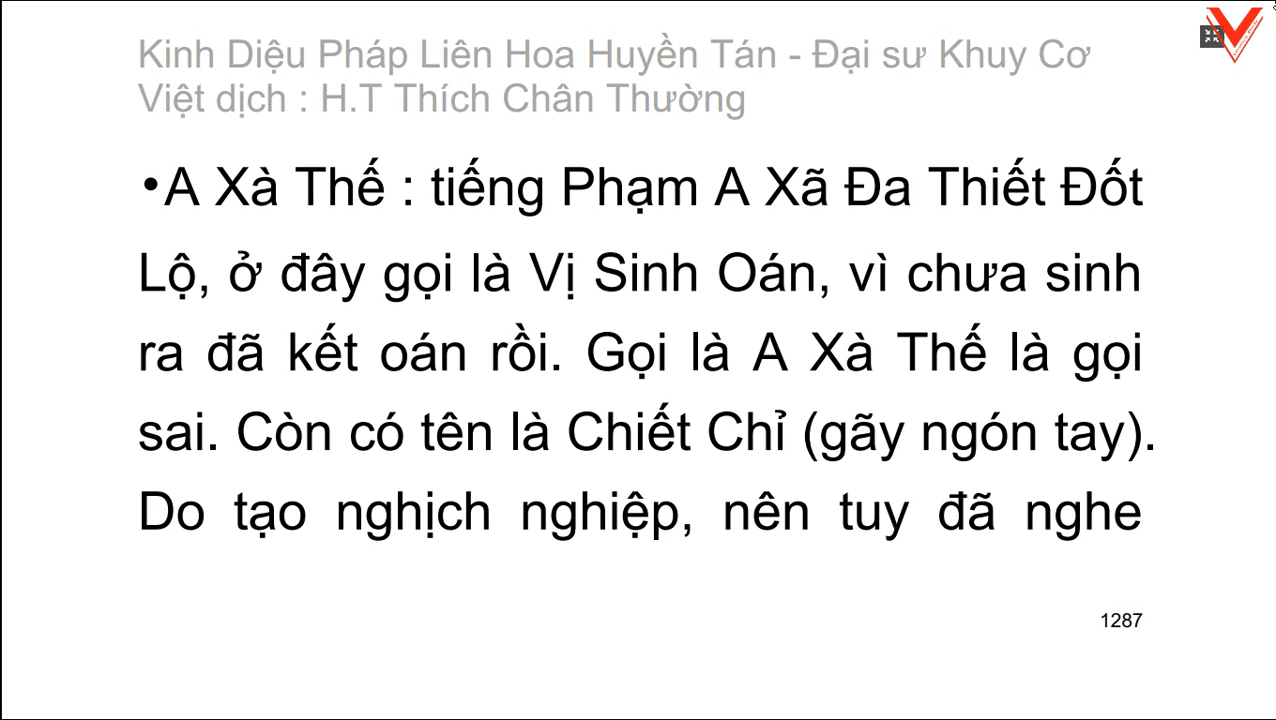 Kinh Diệu Pháp Liên Hoa Huyền Tán - Đại sư Khuy Cơ
Việt dịch : H.T Thích Chân Thường
•A Xà Thế : tiếng Phạm A Xã Đa Thiết Đốt
Lộ, ở đây gọi là Vị Sinh Oán, vì chưa sinh
ra đã kết oán rồi. Gọi là A Xà Thế là gọi
sai. Còn có tên là Chiết Chỉ (gãy ngón tay).
Do tạo nghịch nghiệp, nên tuy đã nghe
1287